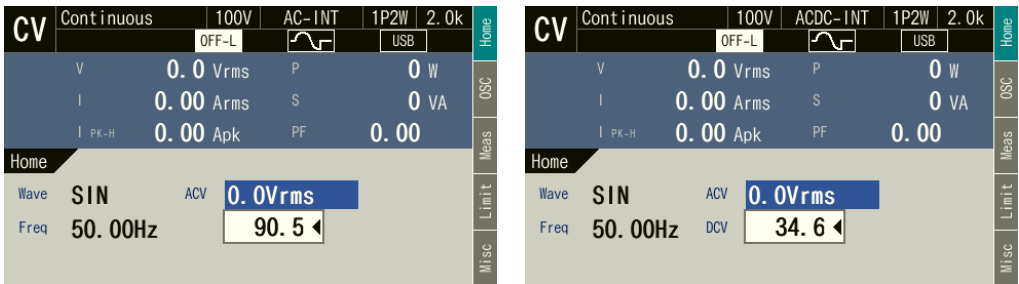 CV Continuous 100V AC-INT 1P2W 2.0k
OFF-L USB
V 0.0 Vrms P 0 W
I 0.00 Arms S 0 VA
I PK-H 0.00 Apk PF 0.00
Home
Wave SIN ACV 0.0Vrms
Freq 50.00Hz 90.5
Home
OSC
Meas
Limit
Misc
CV Continuous 100V ACDC-INT 1P2W 2.0k
OFF-L USB
V 0.0 Vrms P 0 W
I 0.00 Arms S 0 VA
I PK-H 0.00 Apk PF 0.00
Home
Wave SIN ACV 0.0Vrms
Freq 50.00Hz DCV 34.6
Home
OSC
Meas
Limit
Misc